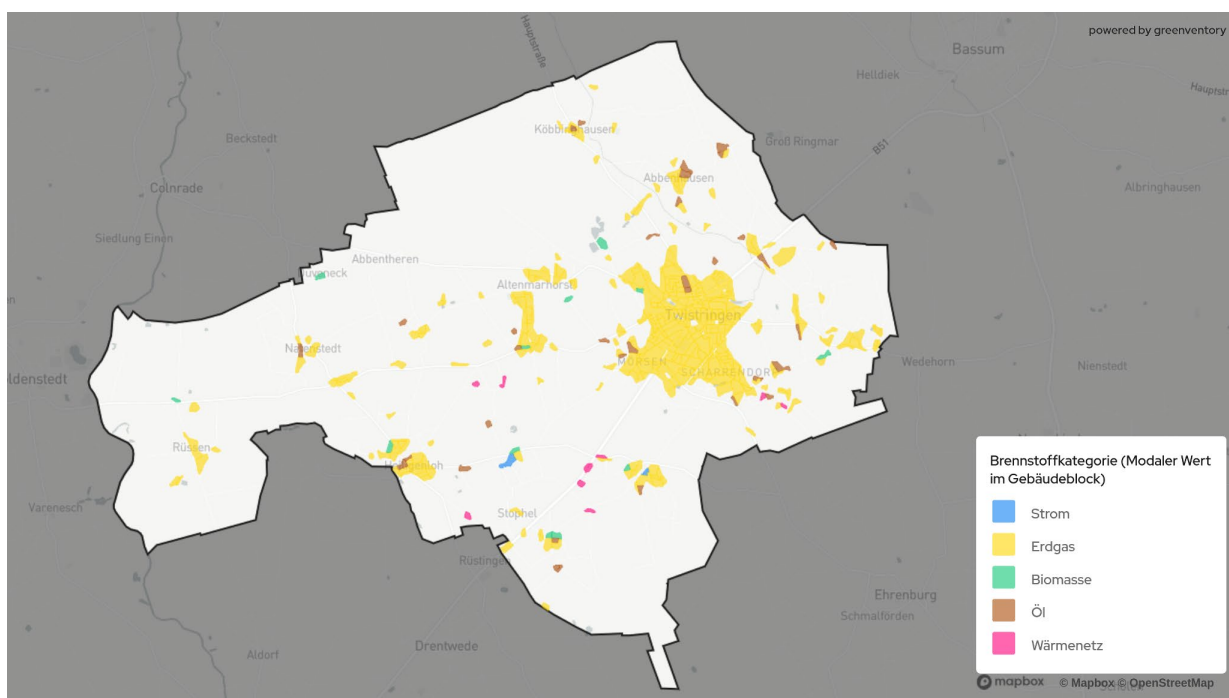 powered by greenventory
Bassum
Hauptstraße
Helldiek
Beckstedt
Groß Ringmar
B51
Colnrade
Abbenhausen
Albringhausen
Siedlung Einen
Abbentheren
Altenmarhorst
Twistringen
Natenstedt
MÖRSEN
SCHARRENDORF
Wedehorn
Nienstedt
Rüssen
Heiligenloh
Varenesch
Stöphel
Rüstingen
Ehrenburg
Schmalförden
Drentwede
Aldorf
Brennstoffkategorie (Modaler Wert
im Gebäudeblock)
Strom
Erdgas
Biomasse
Öl
Wärmenetz
mapbox
© Mapbox © OpenStreetMap